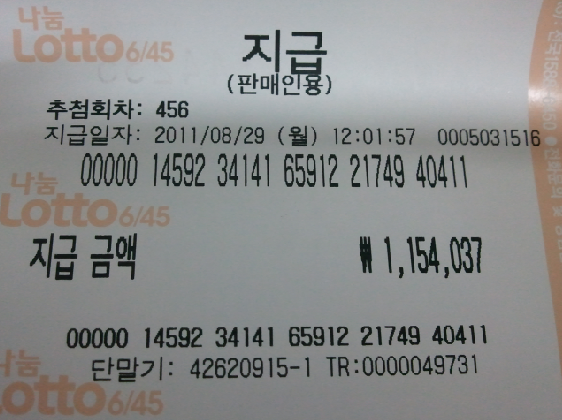 나눔
Lotto 6/45
지급
(판매인용)
추첨회차: 456
지급일자: 2011/08/29 (월) 12:01:57 0005031516
00000 14592 34141 65912 21749 40411
나눔
Lotto 6/45
지급 금액 ₩ 1,154,037
00000 14592 34141 65912 21749 40411
단말기: 42620915-1 TR:0000049731
나눔
Lotto 6/45